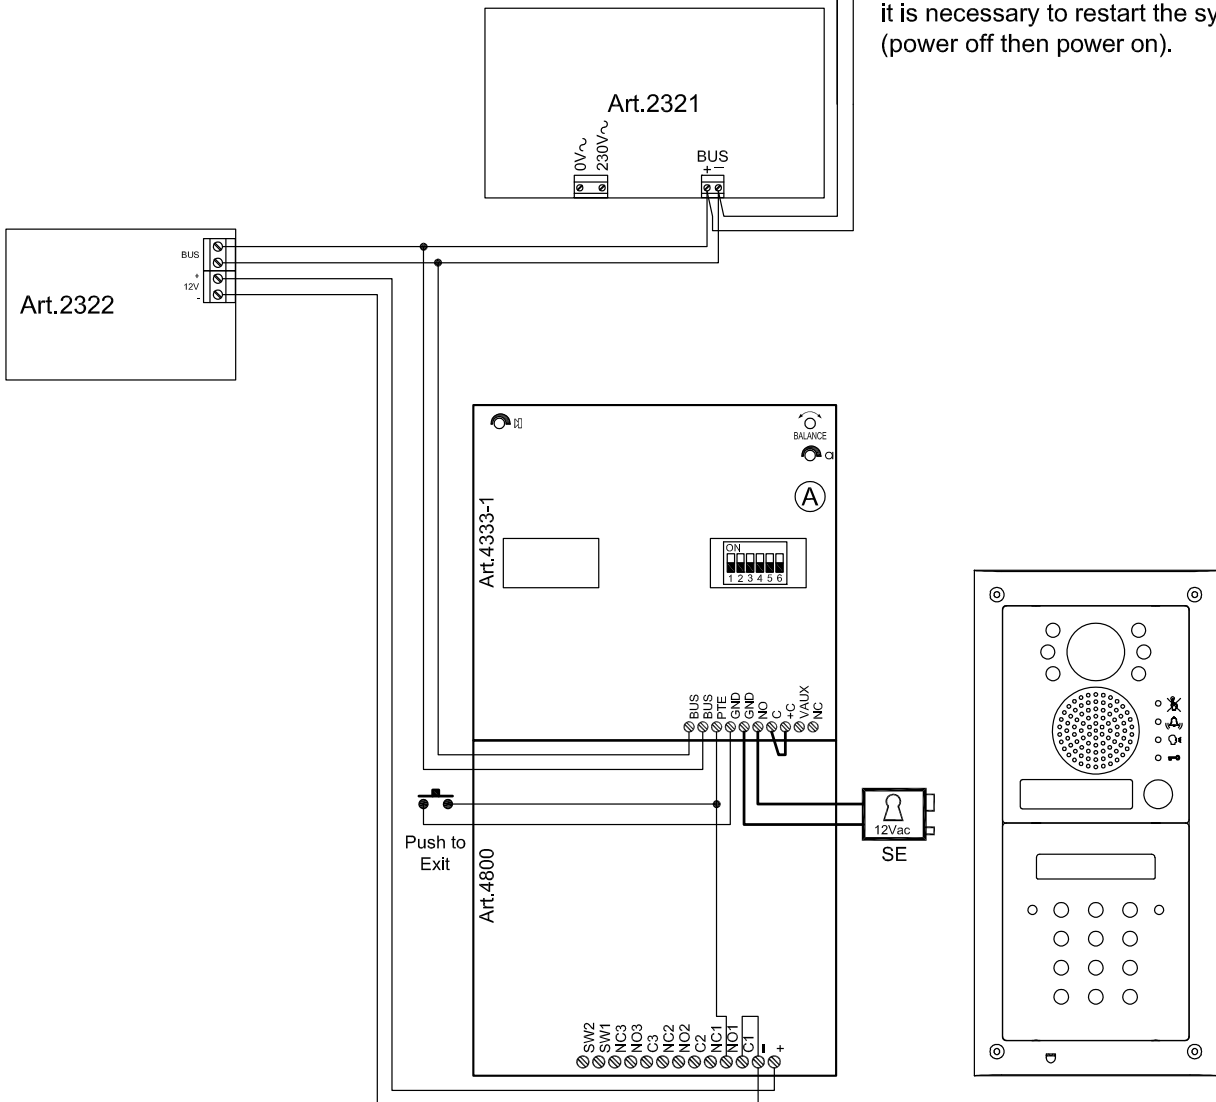 it is necessary to restart the sy
(power off then power on).
Art.2321
0V~
230V~
BUS
+ −
BUS
+
12V
-
Art.2322
BALANCE
A
Art.4333-1
ON
1 2 3 4 5 6
BUS
BUS
PTE
GND
GND
NO
C
+C
VAUX
NC
Push to
Exit
12Vac
SE
Art.4800
SW2
SW1
NC3
NO3
C3
NC2
NO2
C2
NC1
NO1
C1
-
+